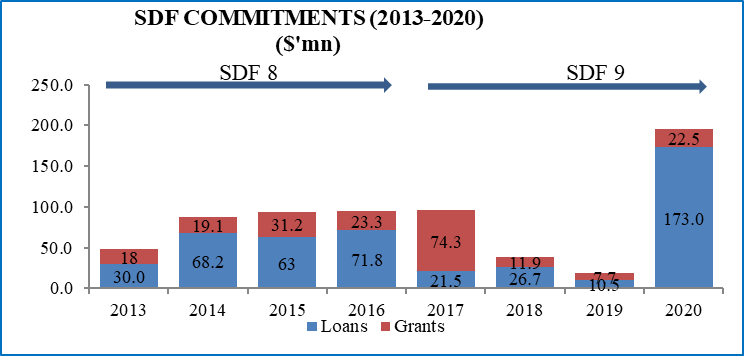 SDF COMMITMENTS (2013-2020)
($'mn)
SDF 8 SDF 9
250.0
200.0
150.0
100.0
50.0
0.0
18 19.1 31.2 23.3 74.3 11.9 7.7 22.5
30.0 68.2 63 71.8 21.5 26.7 10.5 173.0
2013 2014 2015 2016 2017 2018 2019 2020
Loans Grants